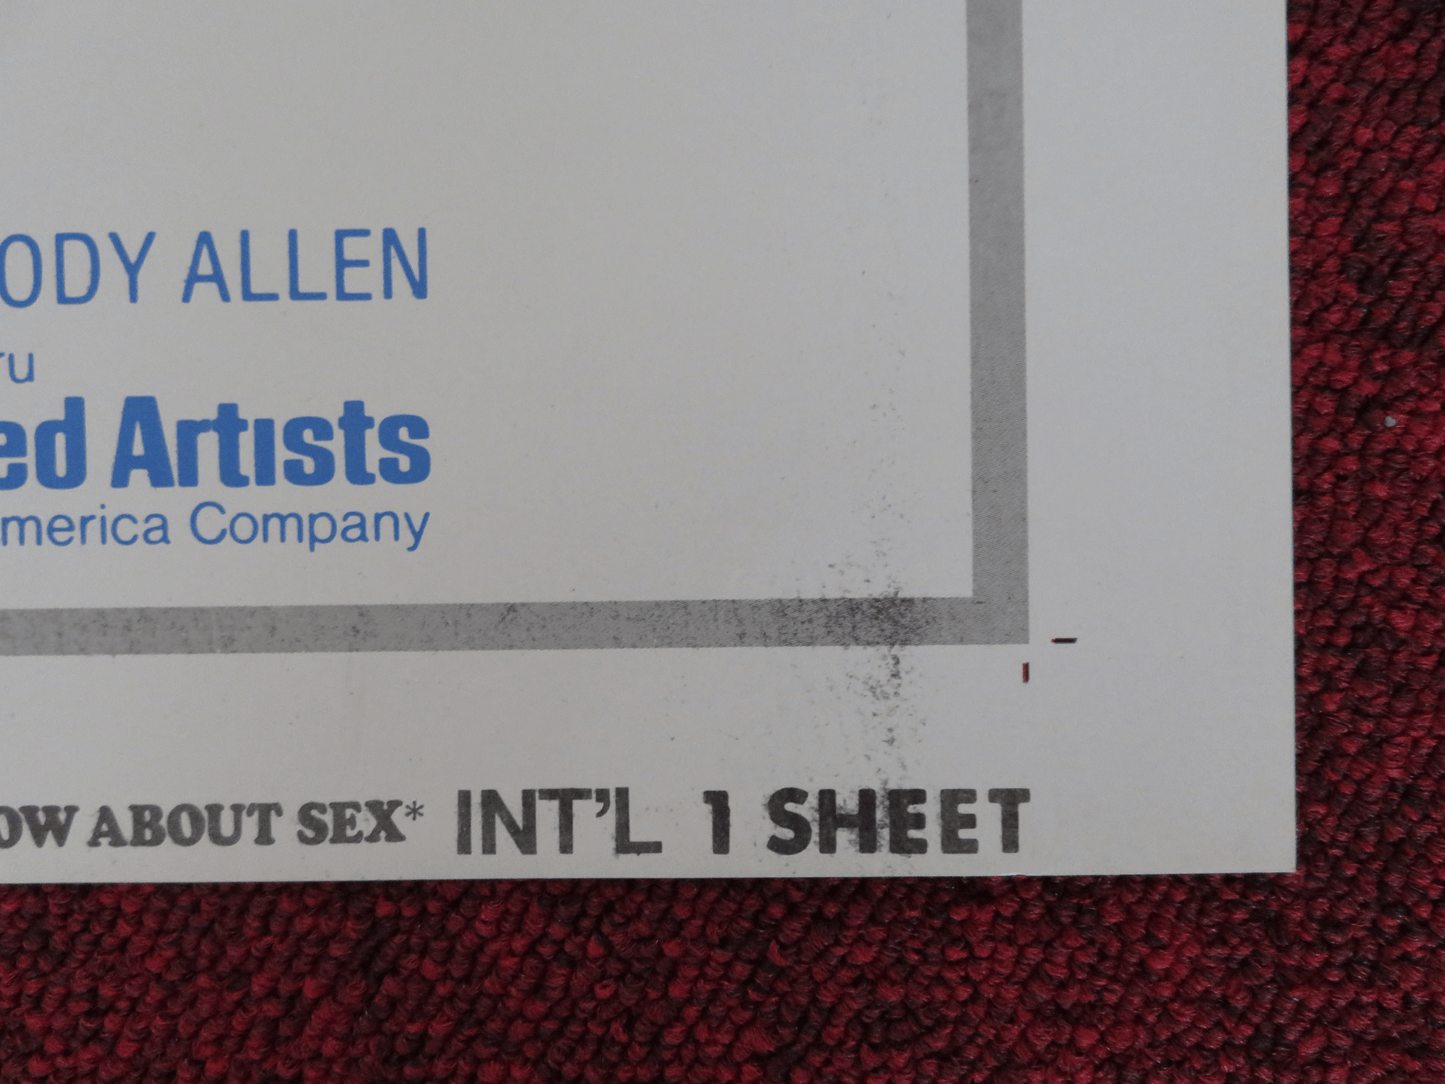 ODY ALLEN
ru
ed Artists
merica Company
OW ABOUT SEX* INT'L 1 SHEET